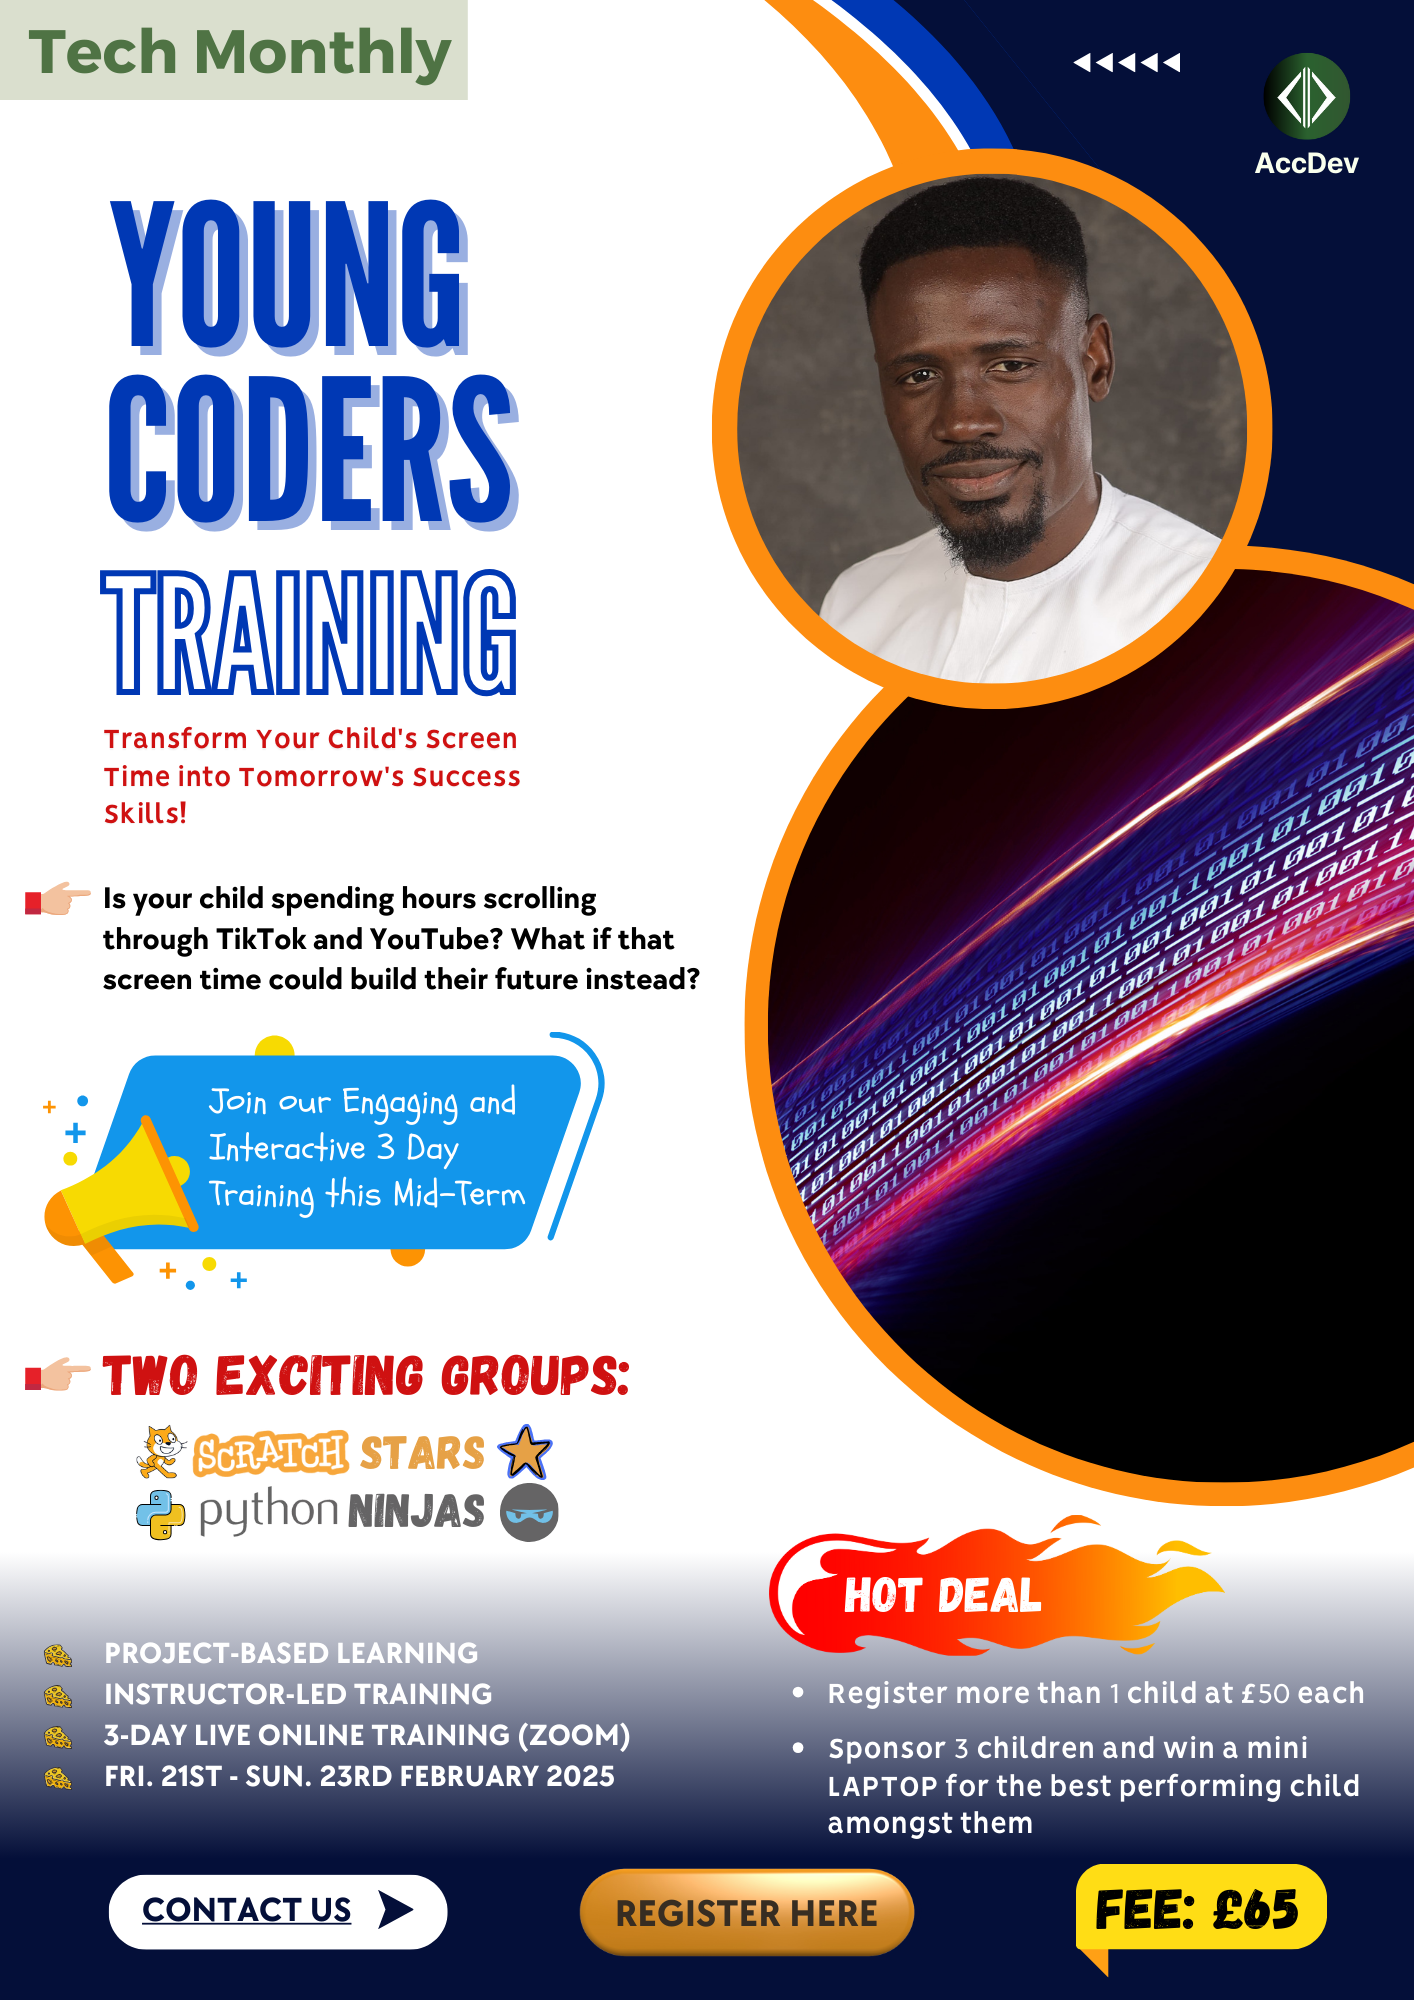 Tech Monthly
AccDev
YOUNG
CODERS
TRAINING
Transform Your Child's Screen
Time into Tomorrow's Success
Skills!
Is your child spending hours scrolling
through TikTok and YouTube? What if that
screen time could build their future instead?
Join our Engaging and
Interactive 3 Day
Training this Mid-Term
TWO EXCITING GROUPS:
SCRATCH STARS
python NINJAS
PROJECT-BASED LEARNING
INSTRUCTOR-LED TRAINING
3-DAY LIVE ONLINE TRAINING (ZOOM)
FRI. 21ST - SUN. 23RD FEBRUARY 2025
HOT DEAL
• Register more than 1 child at £50 each
• Sponsor 3 children and win a mini
LAPTOP for the best performing child
amongst them
CONTACT US
REGISTER HERE
FEE: £65